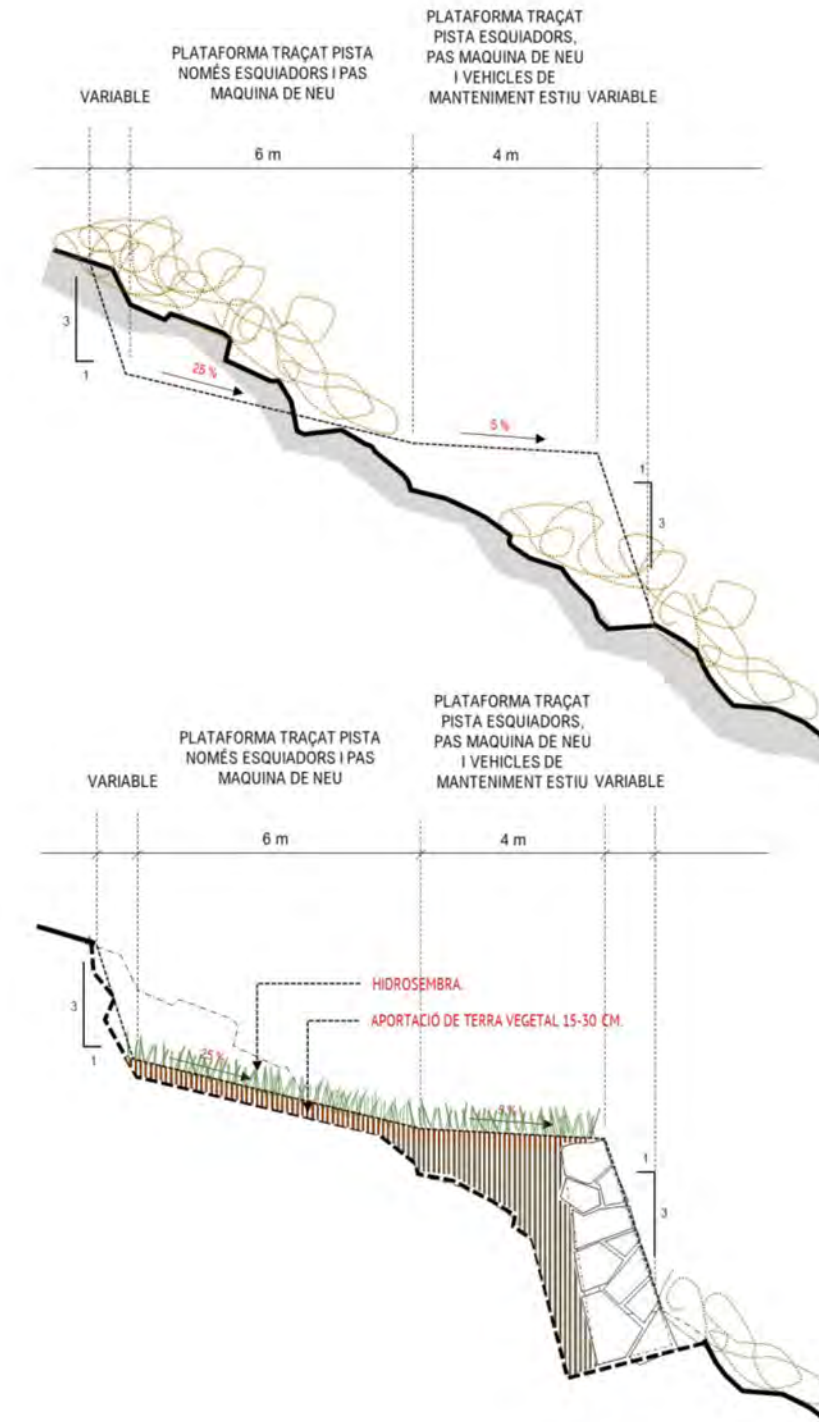 PLATAFORMA TRAÇAT
PISTA ESQUIADORS,
PAS MAQUINA DE NEU
I VEHICLES DE
MANTENIMENT ESTIU
PLATAFORMA TRAÇAT PISTA
NOMÉS ESQUIADORS I PAS
MAQUINA DE NEU
VARIABLE
VARIABLE
6 m
4 m
3
1
25 %
5 %
1
3
PLATAFORMA TRAÇAT
PISTA ESQUIADORS,
PAS MAQUINA DE NEU
I VEHICLES DE
MANTENIMENT ESTIU
PLATAFORMA TRAÇAT PISTA
NOMÉS ESQUIADORS I PAS
MAQUINA DE NEU
VARIABLE
VARIABLE
6 m
4 m
HIDROSEMBRA.
APORTACIÓ DE TERRA VEGETAL 15-30 CM.
3
1
25 %
1
3